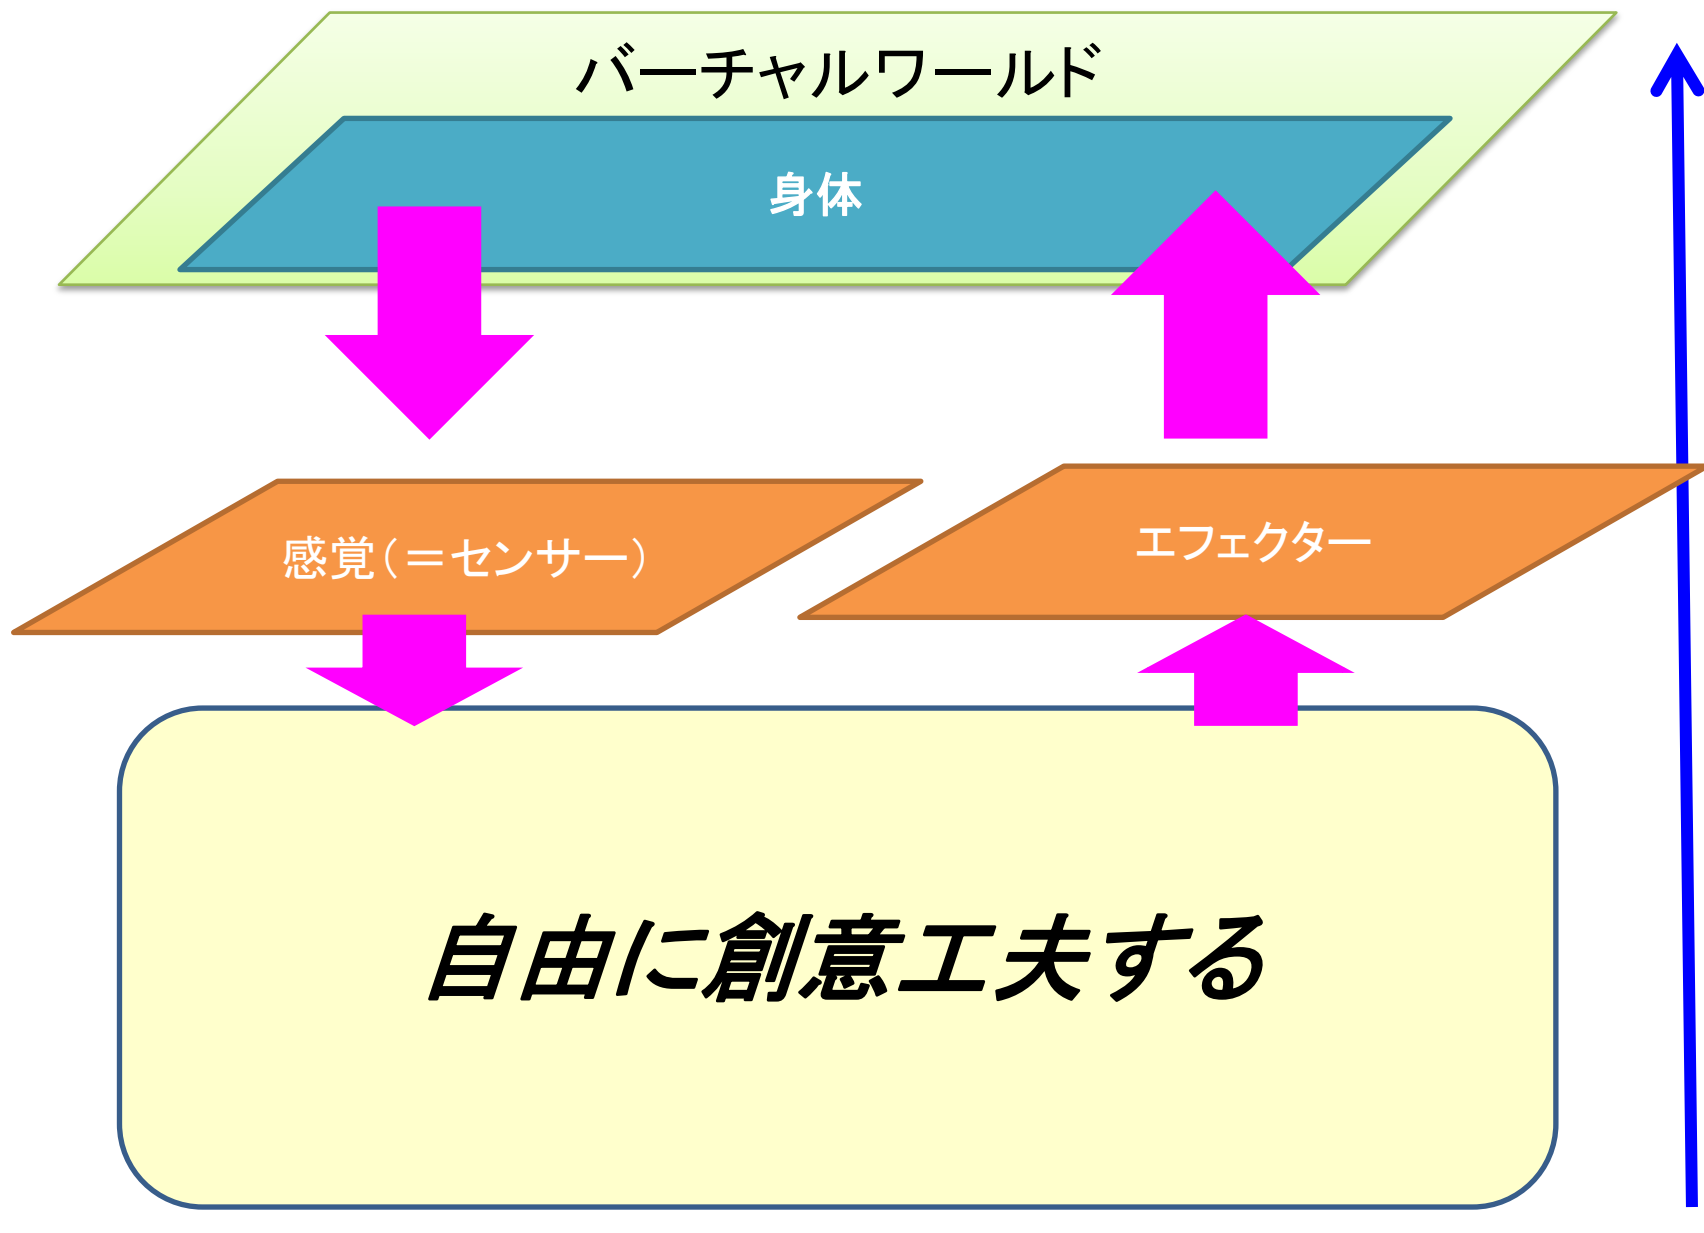 バーチャルワールド
身体
感覚(=センサー)
エフェクター
自由に創意工夫する